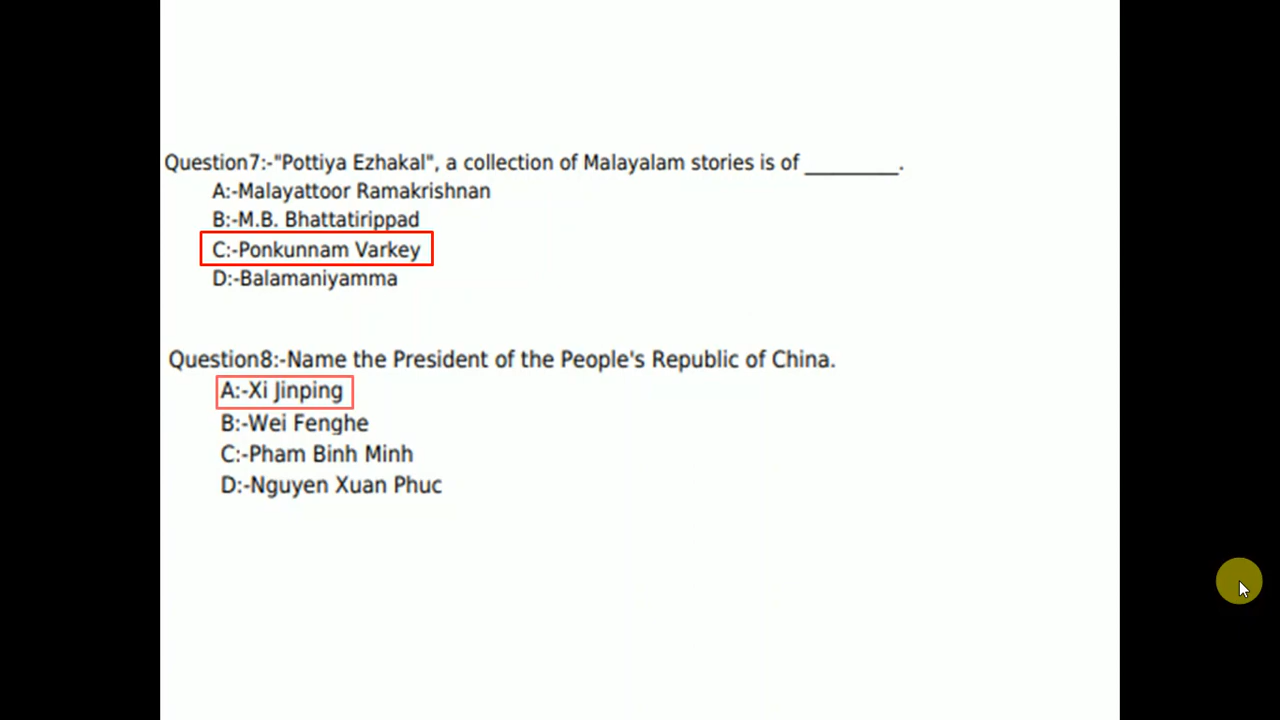 Question7:-"Pottiya Ezhakal", a collection of Malayalam stories is of _________.
A:-Malayattoor Ramakrishnan
B:-M.B. Bhattatirippad
C:-Ponkunnam Varkey
D:-Balamaniyamma
Question8:-Name the President of the People's Republic of China.
A:-Xi Jinping
B:-Wei Fenghe
C:-Pham Binh Minh
D:-Nguyen Xuan Phuc